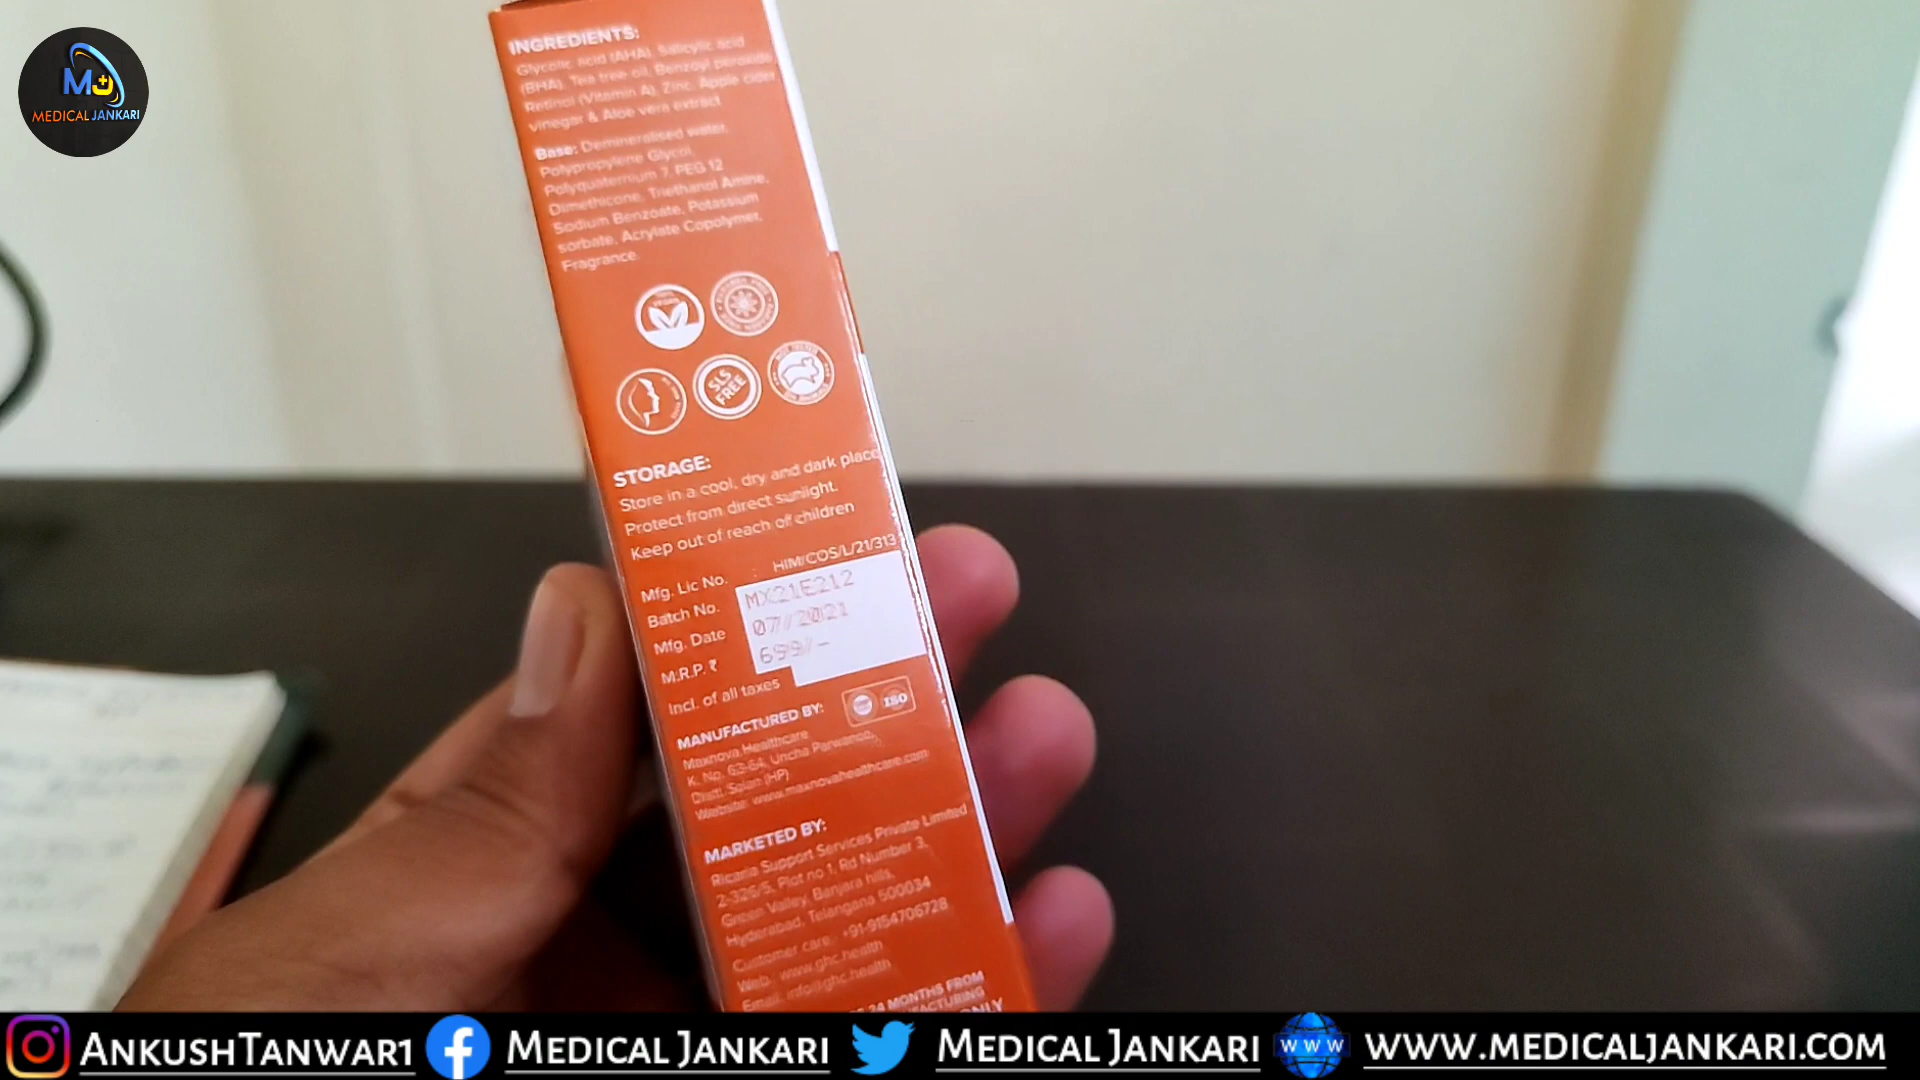 MJ
MEDICAL JANKARI
INGREDIENTS:
Glycolic acid (AHA), Salicylic acid
(BHA), Tea tree oil, Benzoyl peroxide
Retinol (Vitamin A), Zinc, Apple cider
vinegar & Aloe vera extract
Base: Demineralised water,
Polypropylene Glycol,
Polyquaternium 7, PEG 12
Dimethicone, Triethanol Amine,
Sodium Benzoate, Potassium
sorbate, Acrylate Copolymer,
Fragrance
VEGAN
SLS
FREE
STORAGE:
Store in a cool, dry and dark place
Protect from direct sunlight.
Keep out of reach of children
Mfg. Lic No. : HIM/COS/L/21/313
Batch No. MX21E212
Mfg. Date 07/2021
M.R.P. ₹ 699/-
Incl. of all taxes
ISO
MANUFACTURED BY:
Maxnova Healthcare
K. No. 63-64, Uncha Parwanoo,
Distt. Solan (HP)
Website: www.maxnovahealthcare.com
MARKETED BY:
Ricaria Support Services Private Limited
2-326/5, Plot no 1, Rd Number 3,
Green Valley, Banjara hills,
Hyderabad, Telangana 500034
Customer care: +91-9154706728
Web.: www.ghc.health
Email: info@ghc.health
24 MONTHS FROM
ONLY
ANKUSHTANWAR1
MEDICAL JANKARI
MEDICAL JANKARI
WWW
WWW.MEDICALJANKARI.COM